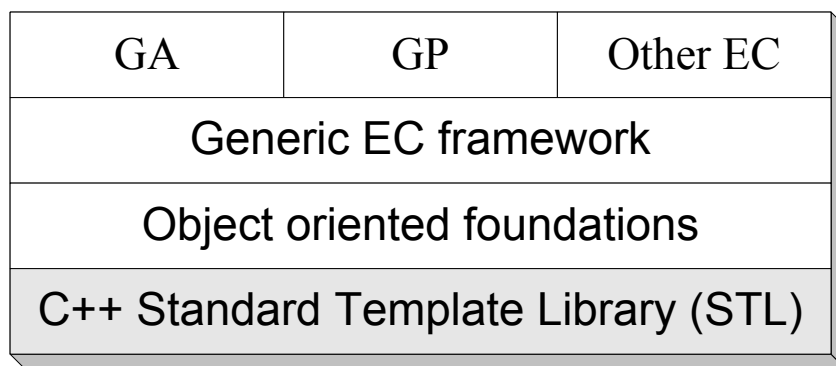 GA GP Other EC
Generic EC framework
Object oriented foundations
C++ Standard Template Library (STL)